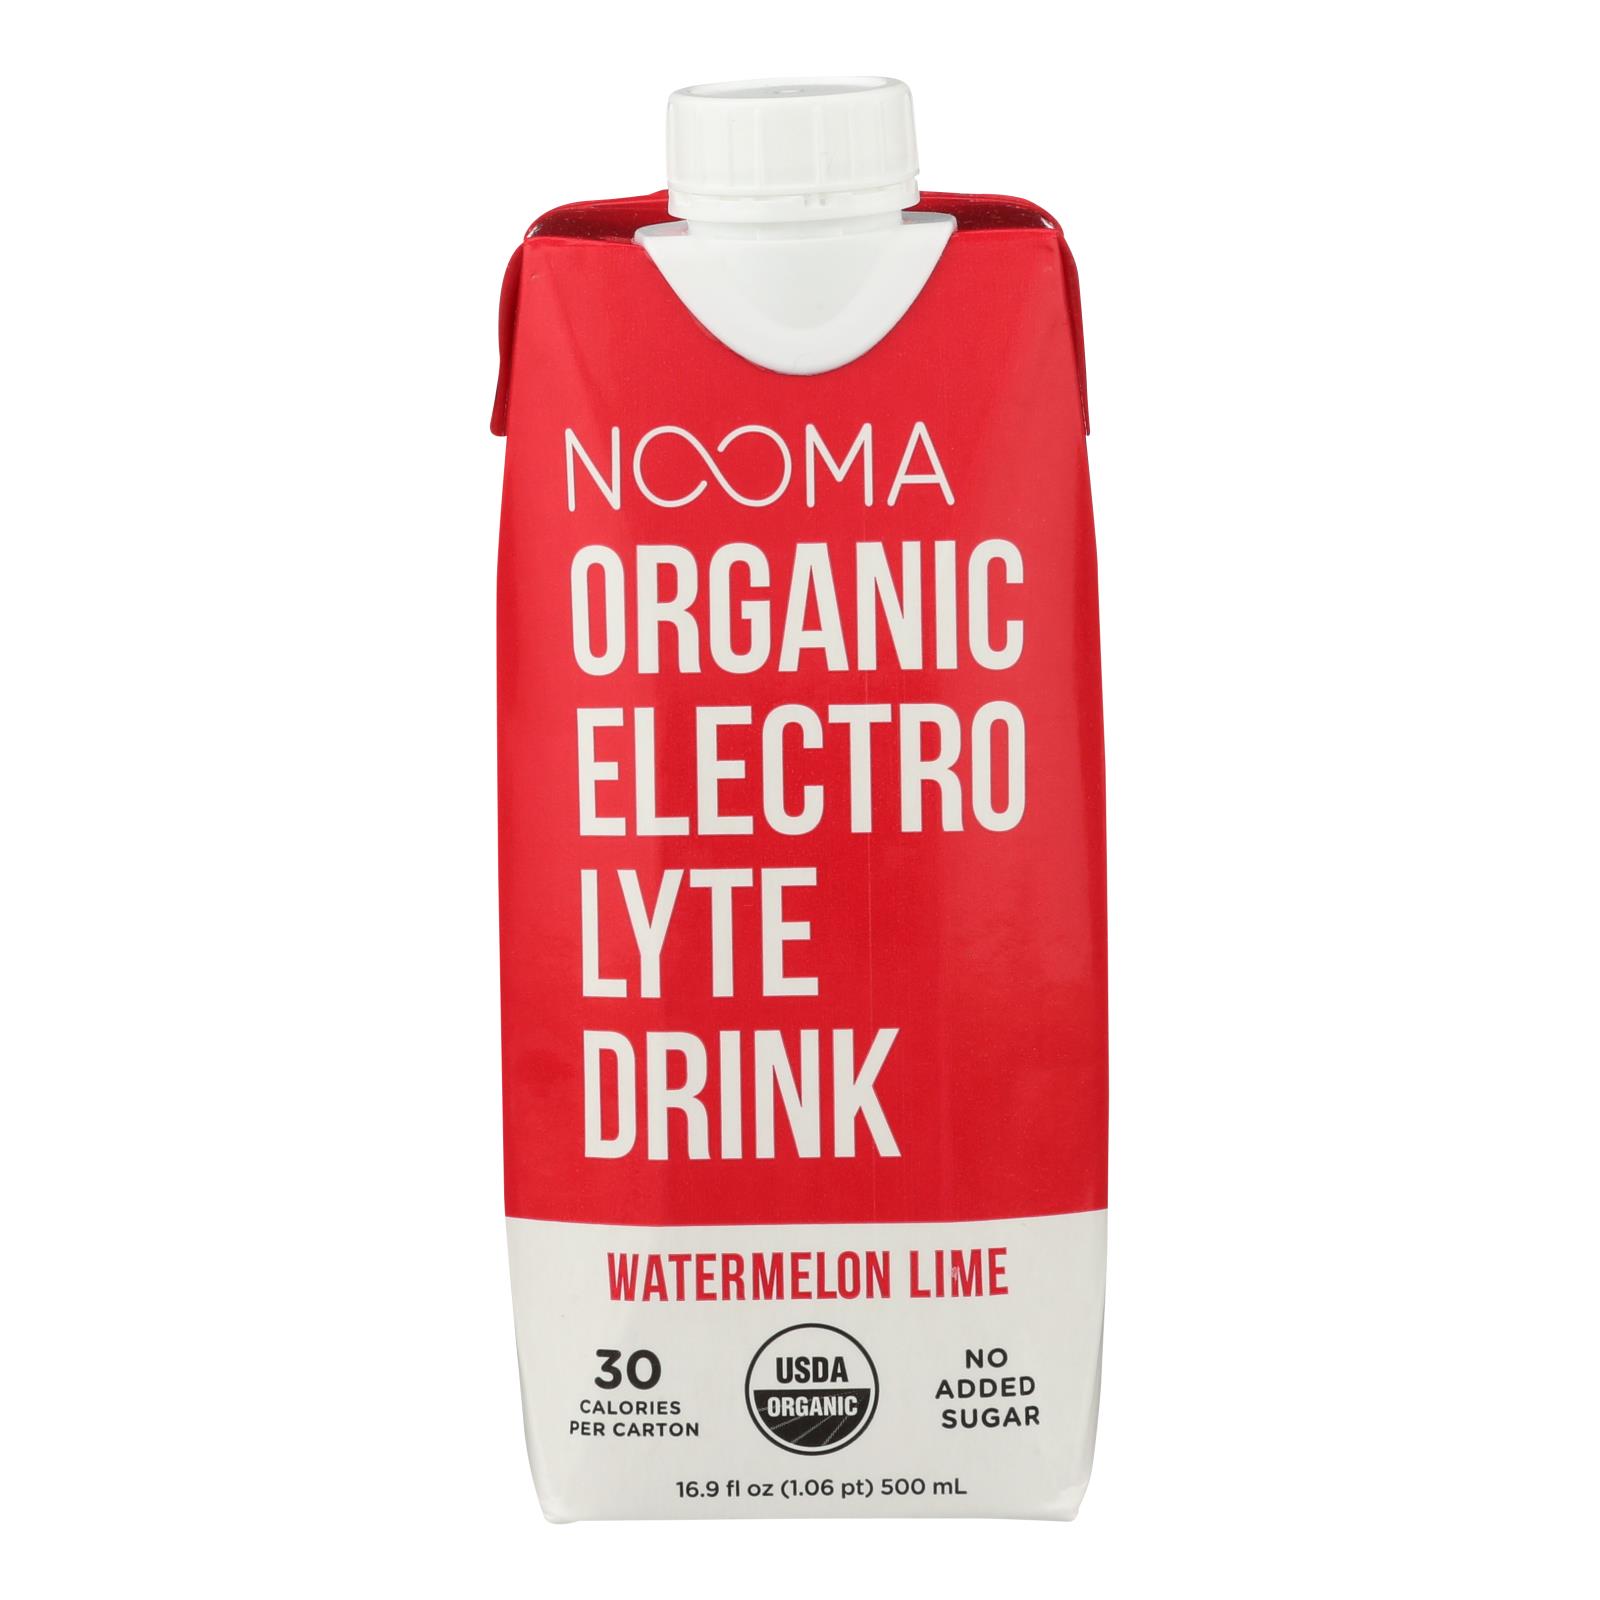 NOOMA
ORGANIC
ELECTRO
LYTE
DRINK
WATERMELON LIME
30
CALORIES
PER CARTON
USDA
ORGANIC
NO
ADDED
SUGAR
16.9 fl oz (1.06 pt) 500 mL